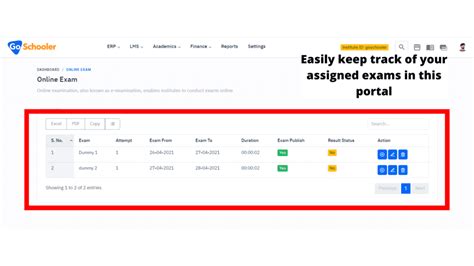 Go Schooler
ERP LMS Academics Finance Reports Settings
Institute ID: goschooler
DASHBOARD ONLINE EXAM
Online Exam
Online examination, also known as e-examination, enables institutes to conduct exams online
Easily keep track of your
assigned exams in this
portal
Excel PDF Copy
Search...
S. No. Exam Attempt Exam From Exam To Duration Exam Publish Result Status Action
1 Dummy 1 1 26-04-2021 27-04-2021 00:00:02 Yes No
2 dummy 2 1 27-04-2021 28-04-2021 00:00:02 Yes No
Showing 1 to 2 of 2 entries
Previous 1 Next